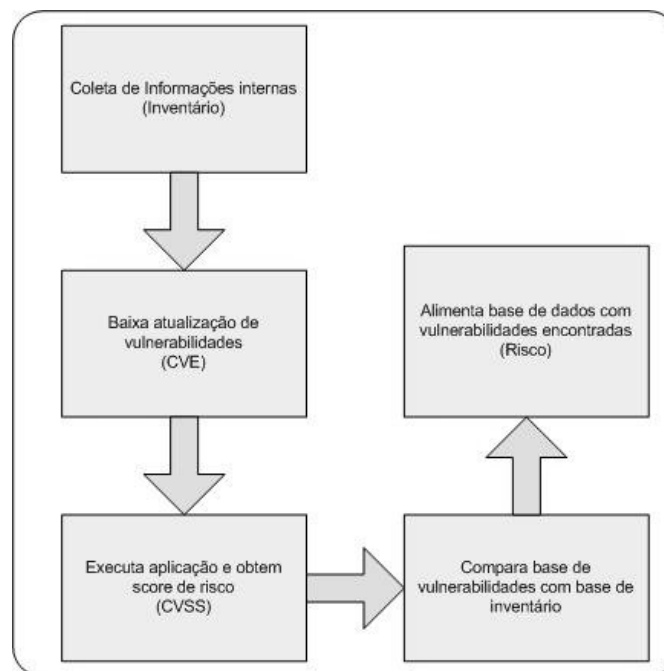 Coleta de Informações internas
(Inventário)
Baixa atualização de
vulnerabilidades
(CVE)
Executa aplicação e obtem
score de risco
(CVSS)
Compara base de
vulnerabilidades com base de
inventário
Alimenta base de dados com
vulnerabilidades encontradas
(Risco)